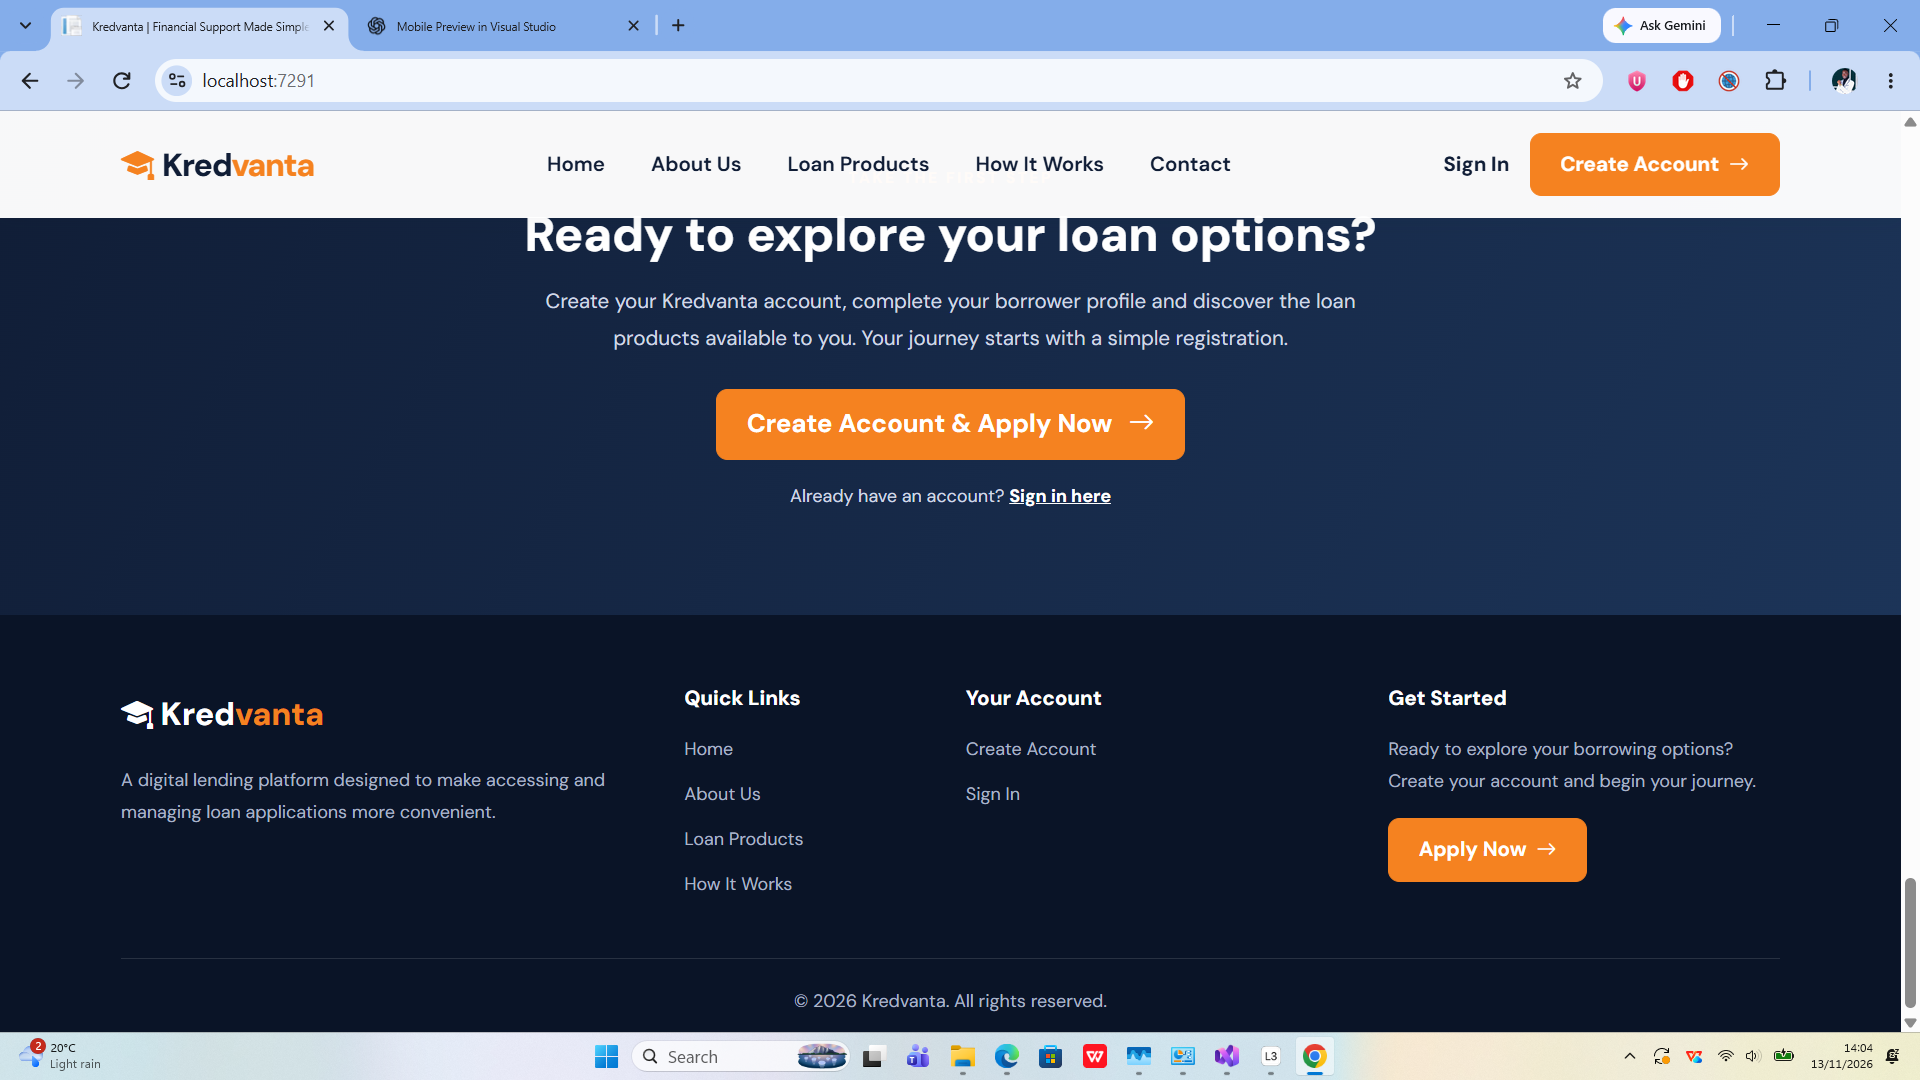 Kredvanta | Financial Support Made Simple
Mobile Preview in Visual Studio
Ask Gemini
localhost:7291
Kredvanta
Home
About Us
Loan Products
How It Works
Contact
Sign In
Create Account →
Ready to explore your loan options?
Create your Kredvanta account, complete your borrower profile and discover the loan
products available to you. Your journey starts with a simple registration.
Create Account & Apply Now →
Already have an account? Sign in here
Kredvanta
A digital lending platform designed to make accessing and
managing loan applications more convenient.
Quick Links
Home
About Us
Loan Products
How It Works
Your Account
Create Account
Sign In
Get Started
Ready to explore your borrowing options?
Create your account and begin your journey.
Apply Now →
© 2026 Kredvanta. All rights reserved.
2
20°C
Light rain
Search
L3
14:04
13/11/2026